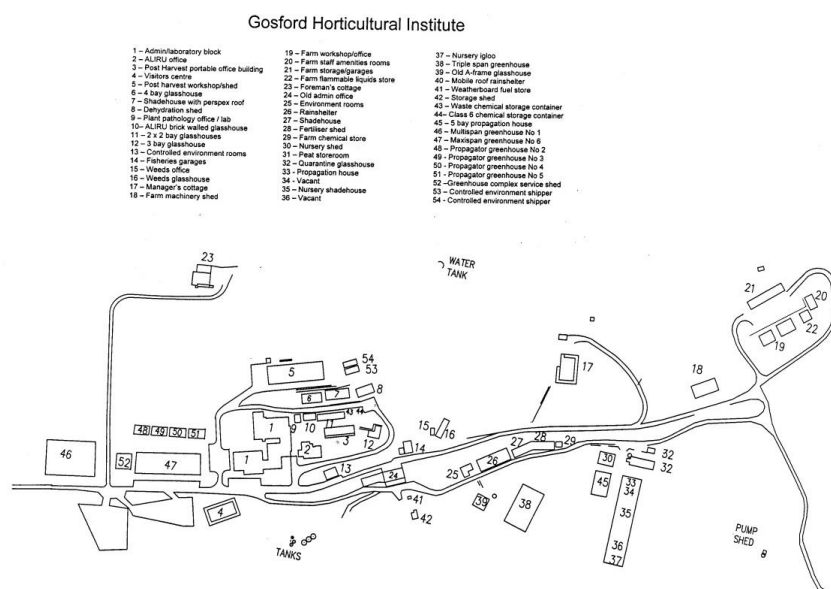 Gosford Horticultural Institute
1 – Admin/laboratory block
2 – ALIRU office
3 – Post Harvest portable office building
4 – Visitors centre
5 – Post harvest workshop/shed
6 – 4 bay glasshouse
7 – Shadehouse with perspex roof
8 – Dehydration shed
9 – Plant pathology office / lab
10– ALIRU brick walled glasshouse
11 – 2 x 2 bay glasshouses
12 – 3 bay glasshouse
13 – Controlled environment rooms
14 – Fisheries garages
15 – Weeds office
16 – Weeds glasshouse
17 – Manager's cottage
18 – Farm machinery shed
19 – Farm workshop/office
20 – Farm staff amenities rooms
21 – Farm storage/garages
22 – Farm flammable liquids store
23 – Foreman's cottage
24 – Old admin office
25 – Environment rooms
26 – Rainshelter
27 – Shadehouse
28 – Fertiliser shed
29 – Farm chemical store
30 – Nursery shed
31 – Peat storeroom
32 – Quarantine glasshouse
33 - Propagation house
34 - Vacant
35 – Nursery shadehouse
36 – Vacant
37 – Nursery igloo
38 – Triple span greenhouse
39 – Old A-frame glasshouse
40 – Mobile roof rainshelter
41 – Weatherboard fuel store
42 – Storage shed
43 – Waste chemical storage container
44– Class 6 chemical storage container
45 - 5 bay propagation house
46 - Multispan greenhouse No 1
47 - Maxispan greenhouse No 6
48 - Propagator greenhouse No 2
49 - Propagator greenhouse No 3
50 - Propagator greenhouse No 4
51 - Propagator greenhouse No 5
52 –Greenhouse complex service shed
53 – Controlled environment shipper
54 - Controlled environment shipper
23
WATER
TANK
21
20
22
19
54
53
5
17
18
6
7
8
43
44
48
49
50
51
1
9
10
11
3
12
2
15
16
14
28
27
29
46
52
47
1
13
24
25
26
30
32
32
45
33
34
35
36
37
4
41
42
39
38
TANKS
PUMP
SHED